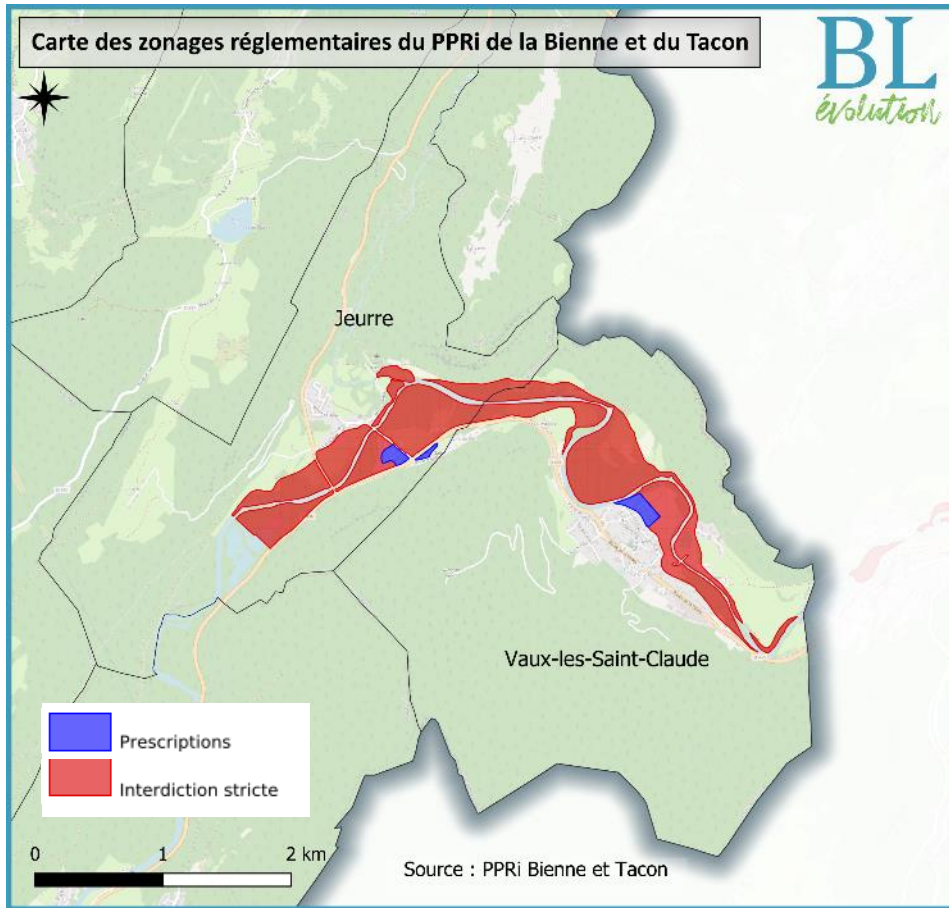 Carte des zonages réglementaires du PPRi de la Bienne et du Tacon
BL
évolution
Jeurre
Vaux-les-Saint-Claude
Prescriptions
Interdiction stricte
0 1 2 km
Source : PPRi Bienne et Tacon